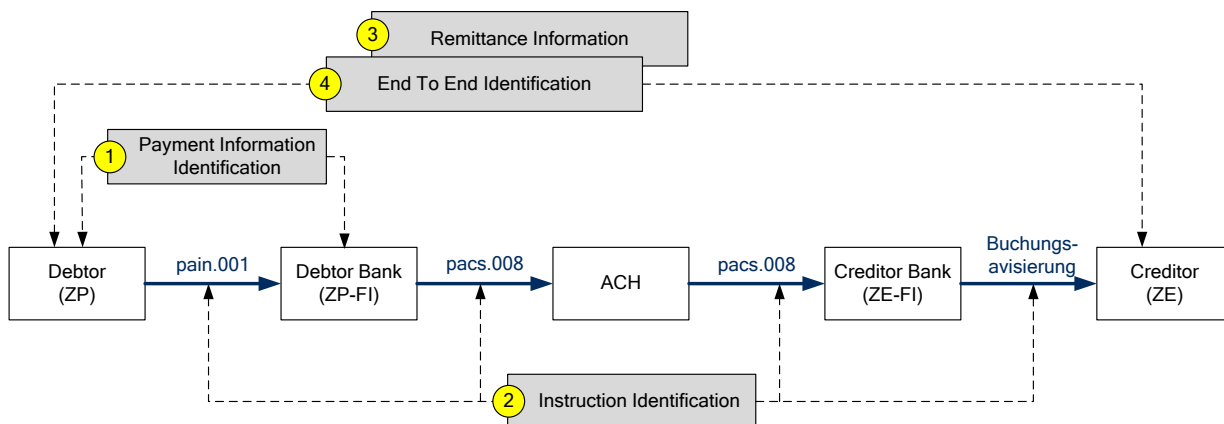 3
Remittance Information
4
End To End Identification
1
Payment Information
Identification
Debtor
(ZP)
pain.001
Debtor Bank
(ZP-FI)
pacs.008
ACH
pacs.008
Creditor Bank
(ZE-FI)
Buchungs-
avisierung
Creditor
(ZE)
2
Instruction Identification